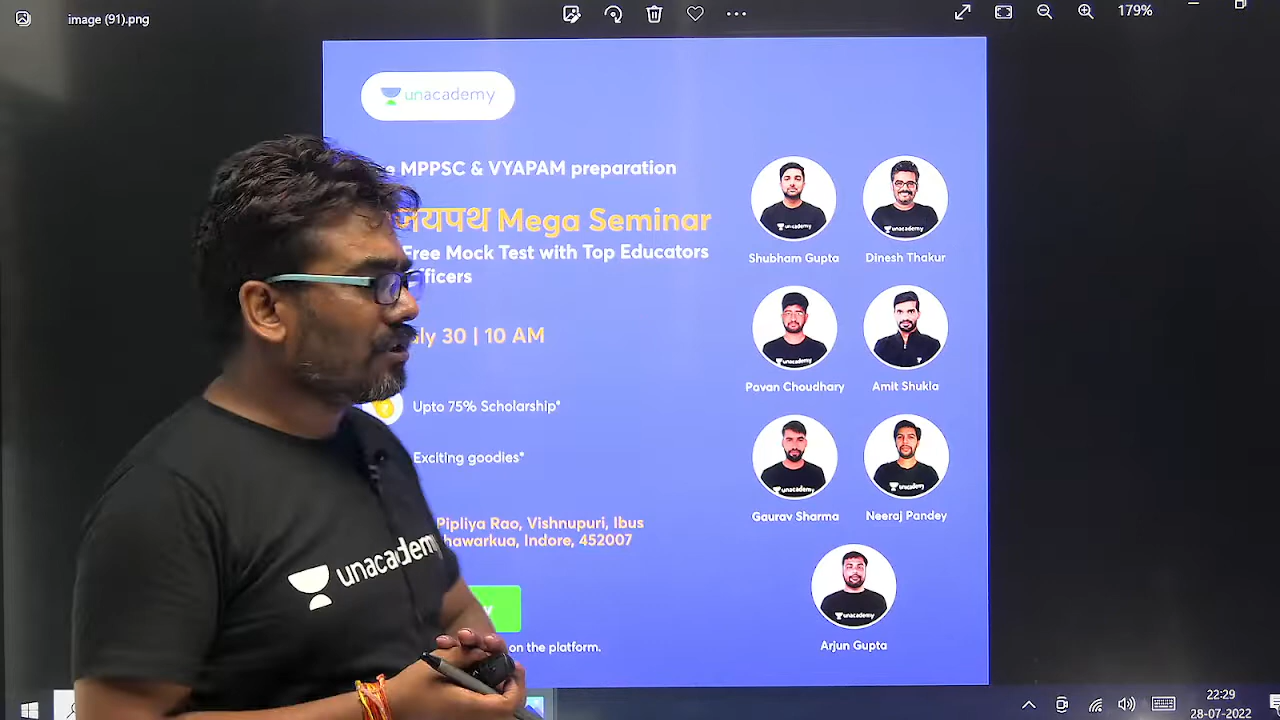 image (91).png
179%
unacademy
MPPSC & VYAPAM preparation
Mega Seminar
Free Mock Test with Top Educators
July 30 | 10 AM
Upto 75% Scholarship*
Exciting goodies*
Pipliya Rao, Vishnupuri, Ibus
Indore, 452007
on the platform.
Shubham Gupta
Dinesh Thakur
Pavan Choudhary
Amit Shukla
Gaurav Sharma
Neeraj Pandey
Arjun Gupta
unacademy
22:29
28-07-2022